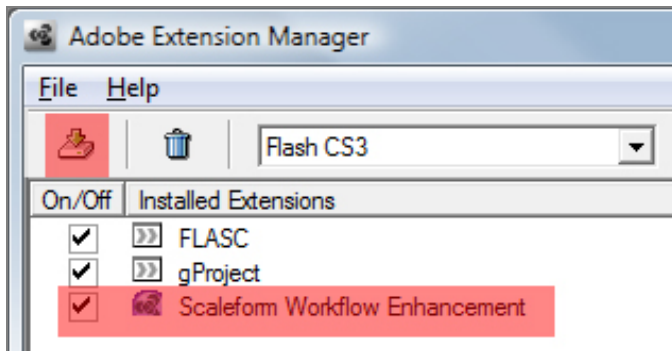 Adobe Extension Manager
File Help
Flash CS3
On/Off Installed Extensions
FLASC
gProject
Scaleform Workflow Enhancement